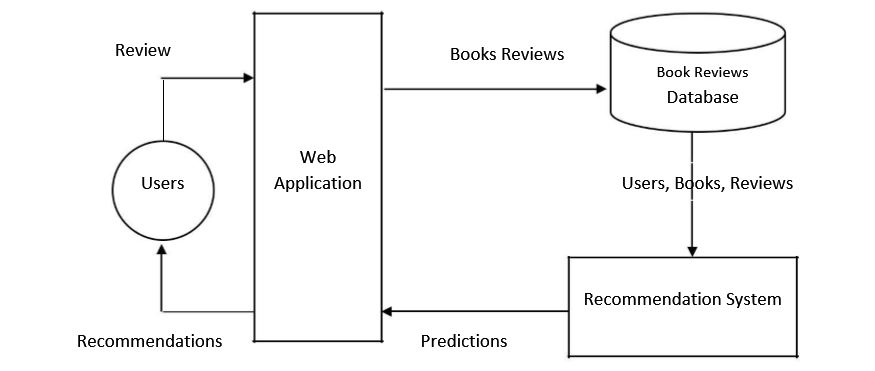 Review
Books Reviews
Book Reviews
Database
Web
Application
Users
Users, Books, Reviews
Recommendation System
Recommendations
Predictions